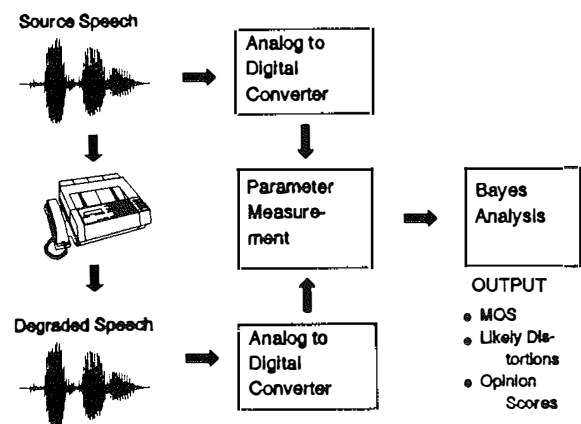 Source Speech
Analog to
Digital
Converter
Parameter
Measure-
ment
Bayes
Analysis
OUTPUT
• MOS
• Likely Dis-
tortions
• Opinion
Scores
Degraded Speech
Analog to
Digital
Converter